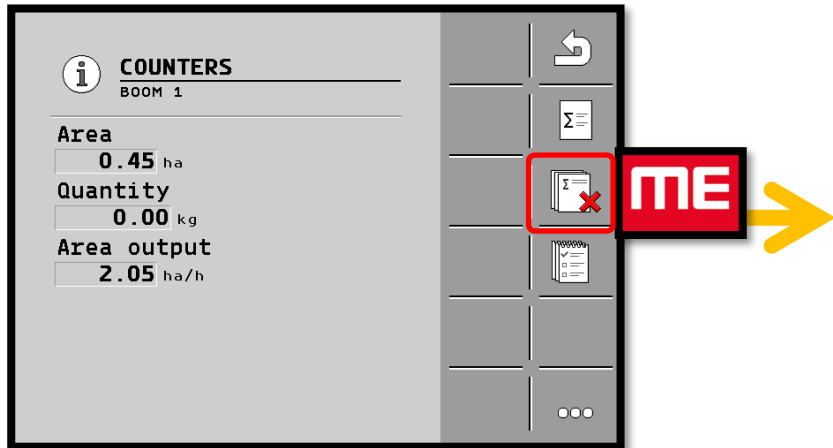 COUNTERS
BOOM 1
Area
0.45 ha
Quantity
0.00 kg
Area output
2.05 ha/h
Σ
Σ
ME